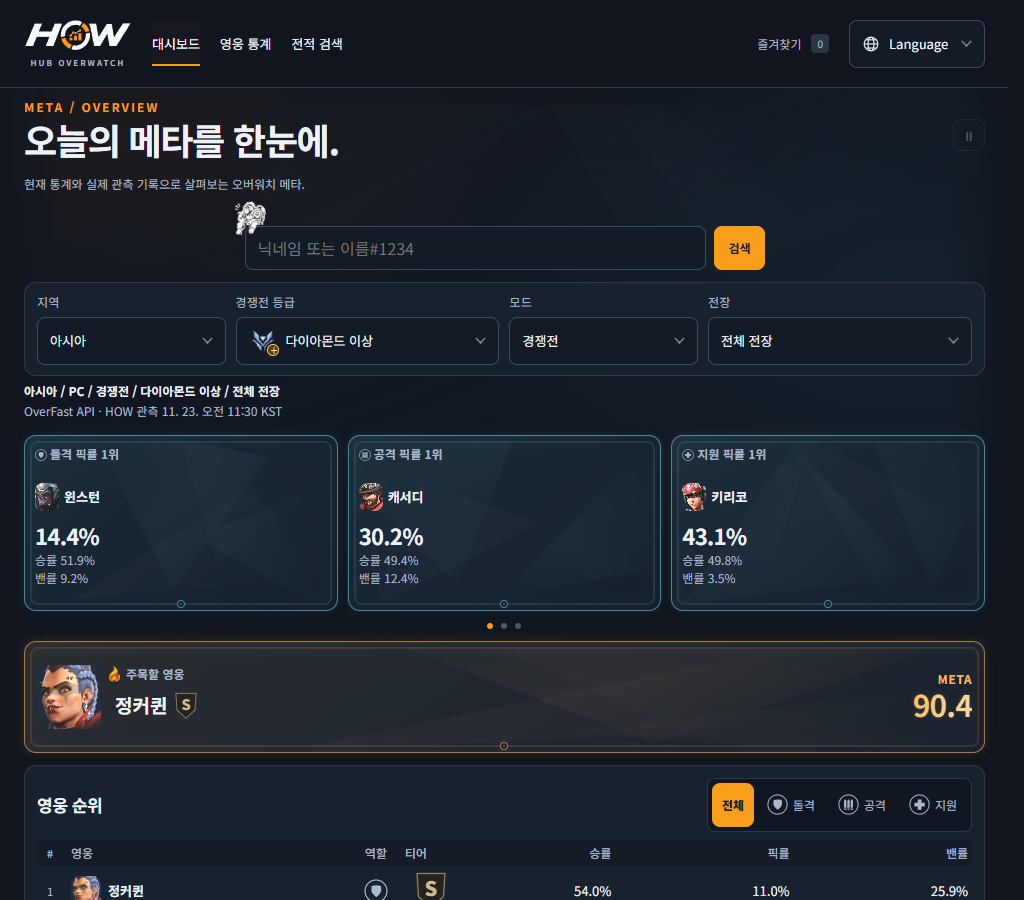 HOW
HUB OVERWATCH
대시보드 영웅 통계 전적 검색
즐겨찾기 0
Language
META / OVERVIEW
오늘의 메타를 한눈에.
현재 통계와 실제 관측 기록으로 살펴보는 오버워치 메타.
닉네임 또는 이름#1234
검색
지역 경쟁전 등급 모드 전장
아시아 다이아몬드 이상 경쟁전 전체 전장
아시아 / PC / 경쟁전 / 다이아몬드 이상 / 전체 전장
OverFast API · HOW 관측 11. 23. 오전 11:30 KST
돌격 픽률 1위
윈스턴
14.4%
승률 51.9%
밴률 9.2%
공격 픽률 1위
캐서디
30.2%
승률 49.4%
밴률 12.4%
지원 픽률 1위
키리코
43.1%
승률 49.8%
밴률 3.5%
주목할 영웅
정커퀸 S
META
90.4
영웅 순위
전체 돌격 공격 지원
# 영웅 역할 티어 승률 픽률 밴률
1 정커퀸 S 54.0% 11.0% 25.9%